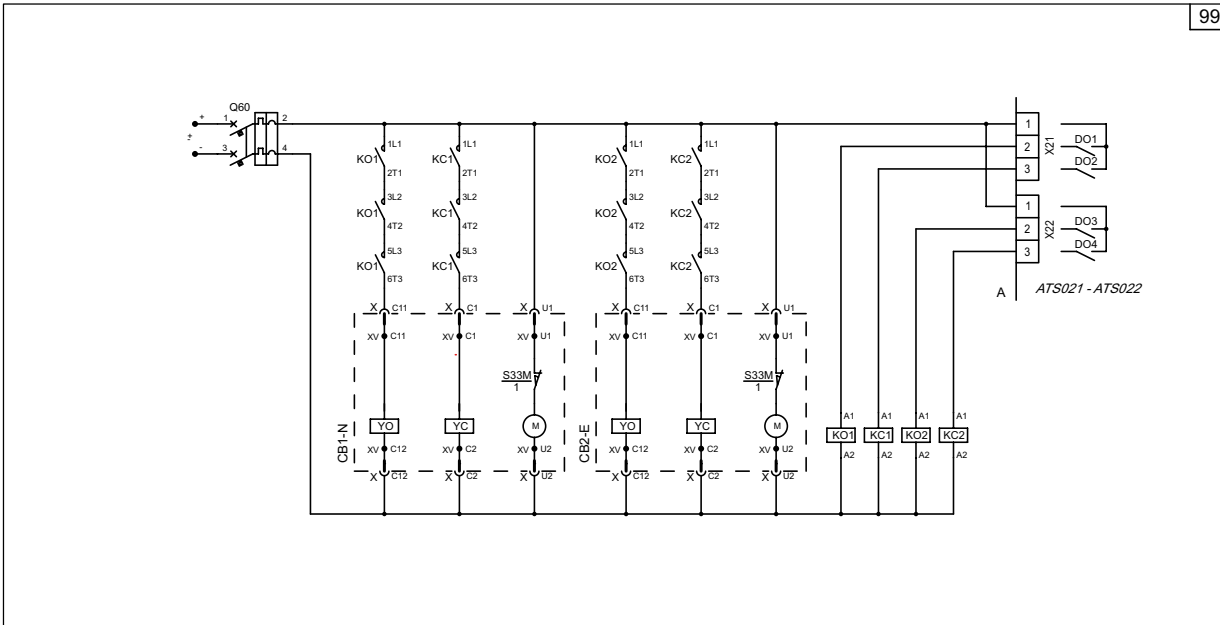 99
Q60
+ 1 2
- 3 4
1L1 1L1 1L1 1L1
KO1 KC1 KO2 KC2
2T1 2T1 2T1 2T1
3L2 3L2 3L2 3L2
KO1 KC1 KO2 KC2
4T2 4T2 4T2 4T2
5L3 5L3 5L3 5L3
KO1 KC1 KO2 KC2
6T3 6T3 6T3 6T3
1
2 X21 DO1
3 DO2
1
2 X22 DO3
3 DO4
A ATS021 - ATS022
X C11 X C1 X U1 X C11 X C1 X U1
XV C11 XV C1 XV U1 XV C11 XV C1 XV U1
S33M S33M
1 1
CB1-N YO YC M CB2-E YO YC M
XV C12 XV C2 XV U2 XV C12 XV C2 XV U2
X C12 X C2 X U2 X C12 X C2 X U2
A1 A1 A1 A1
KO1 KC1 KO2 KC2
A2 A2 A2 A2